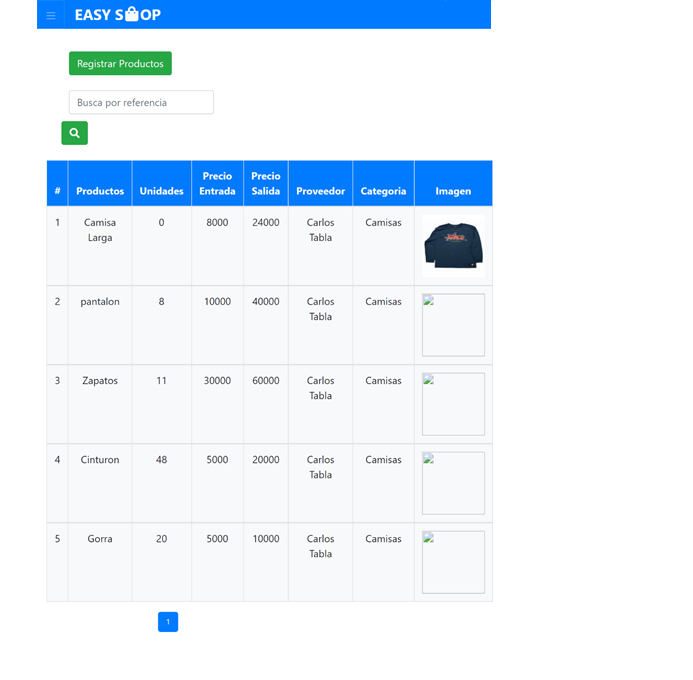 EASY SHOP
Registrar Productos
Busca por referencia
# Productos Unidades Precio Entrada Precio Salida Proveedor Categoria Imagen
1 Camisa Larga 0 8000 24000 Carlos Tabla Camisas
2 pantalon 8 10000 40000 Carlos Tabla Camisas
3 Zapatos 11 30000 60000 Carlos Tabla Camisas
4 Cinturon 48 5000 20000 Carlos Tabla Camisas
5 Gorra 20 5000 10000 Carlos Tabla Camisas
1